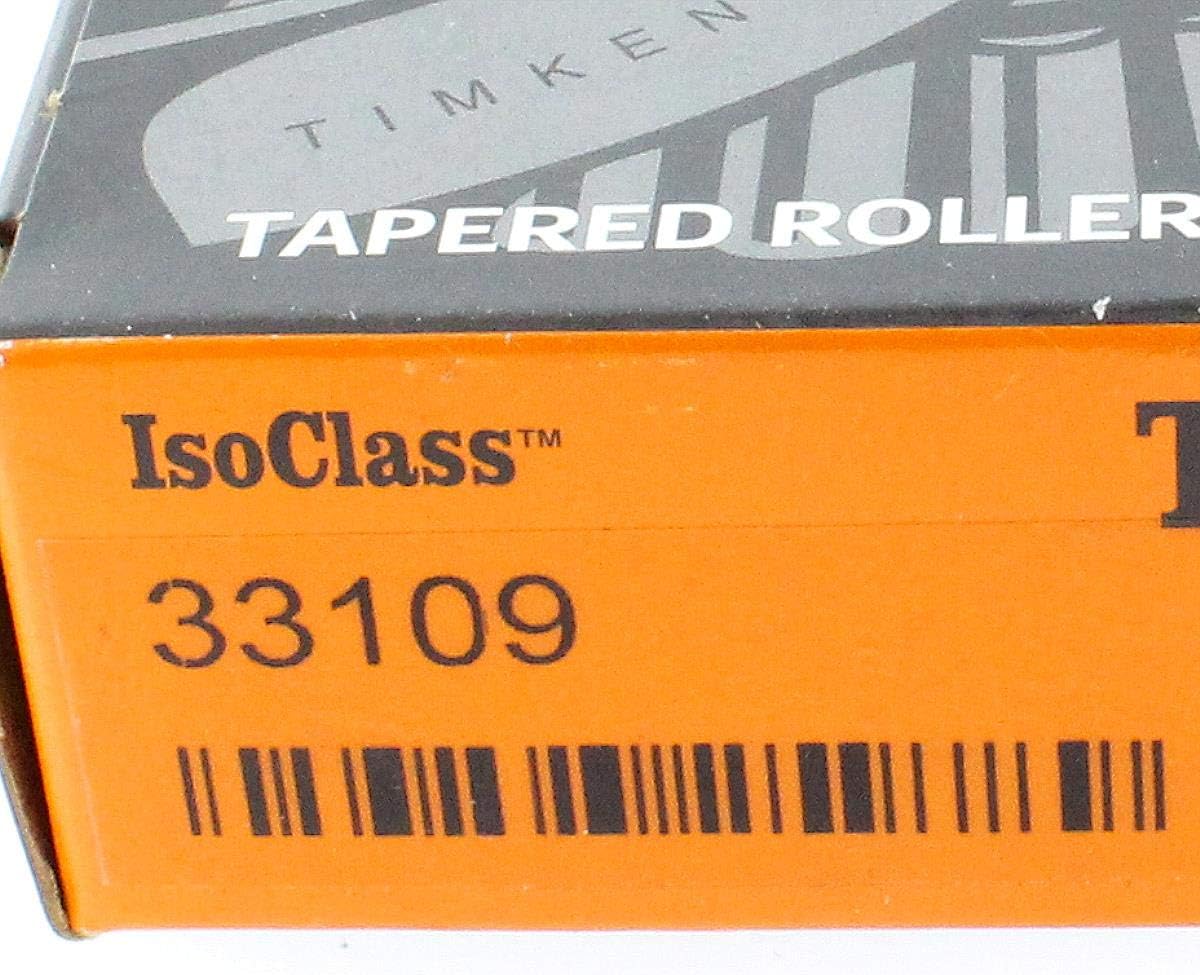 TIMKEN
TAPERED ROLLER
IsoClass™
T
33109